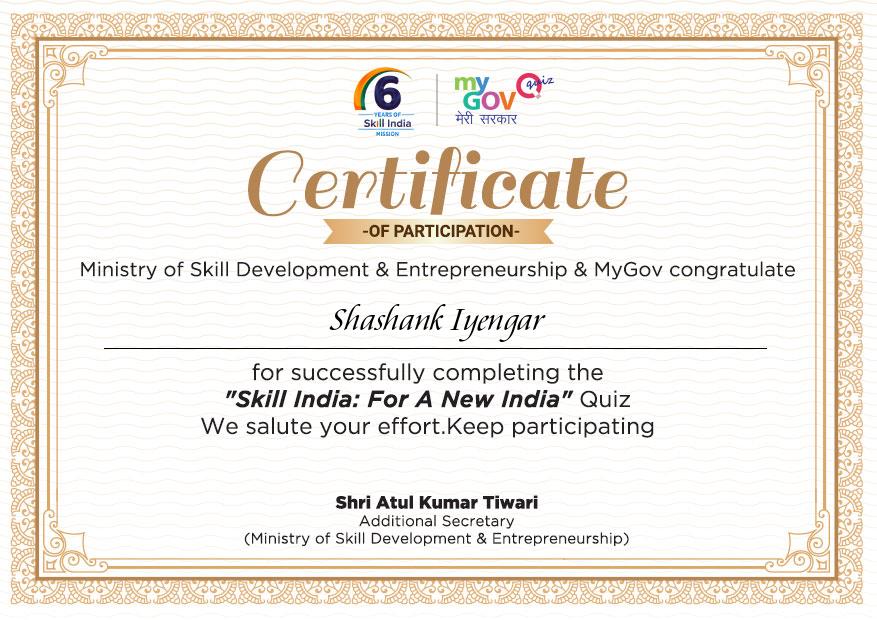 6
YEARS OF
Skill India
MISSION
my quiz
GOV
मेरी सरकार
Certificate
-OF PARTICIPATION-
Ministry of Skill Development & Entrepreneurship & MyGov congratulate
Shashank Iyengar
for successfully completing the
"Skill India: For A New India" Quiz
We salute your effort.Keep participating
Shri Atul Kumar Tiwari
Additional Secretary
(Ministry of Skill Development & Entrepreneurship)